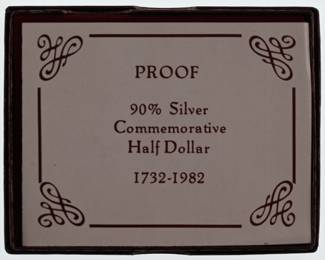 PROOF
90% Silver
Commemorative
Half Dollar
1732-1982